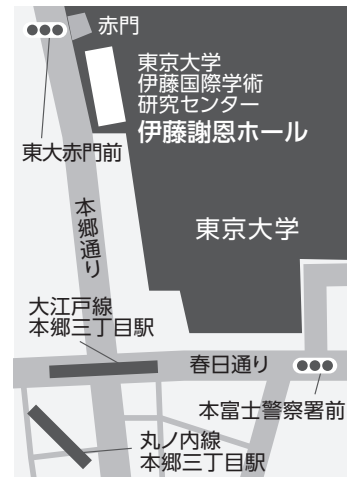 赤門
東京大学
伊藤国際学術
研究センター
伊藤謝恩ホール
東大赤門前
本郷通り
東京大学
大江戸線
本郷三丁目駅
春日通り
本富士警察署前
丸ノ内線
本郷三丁目駅